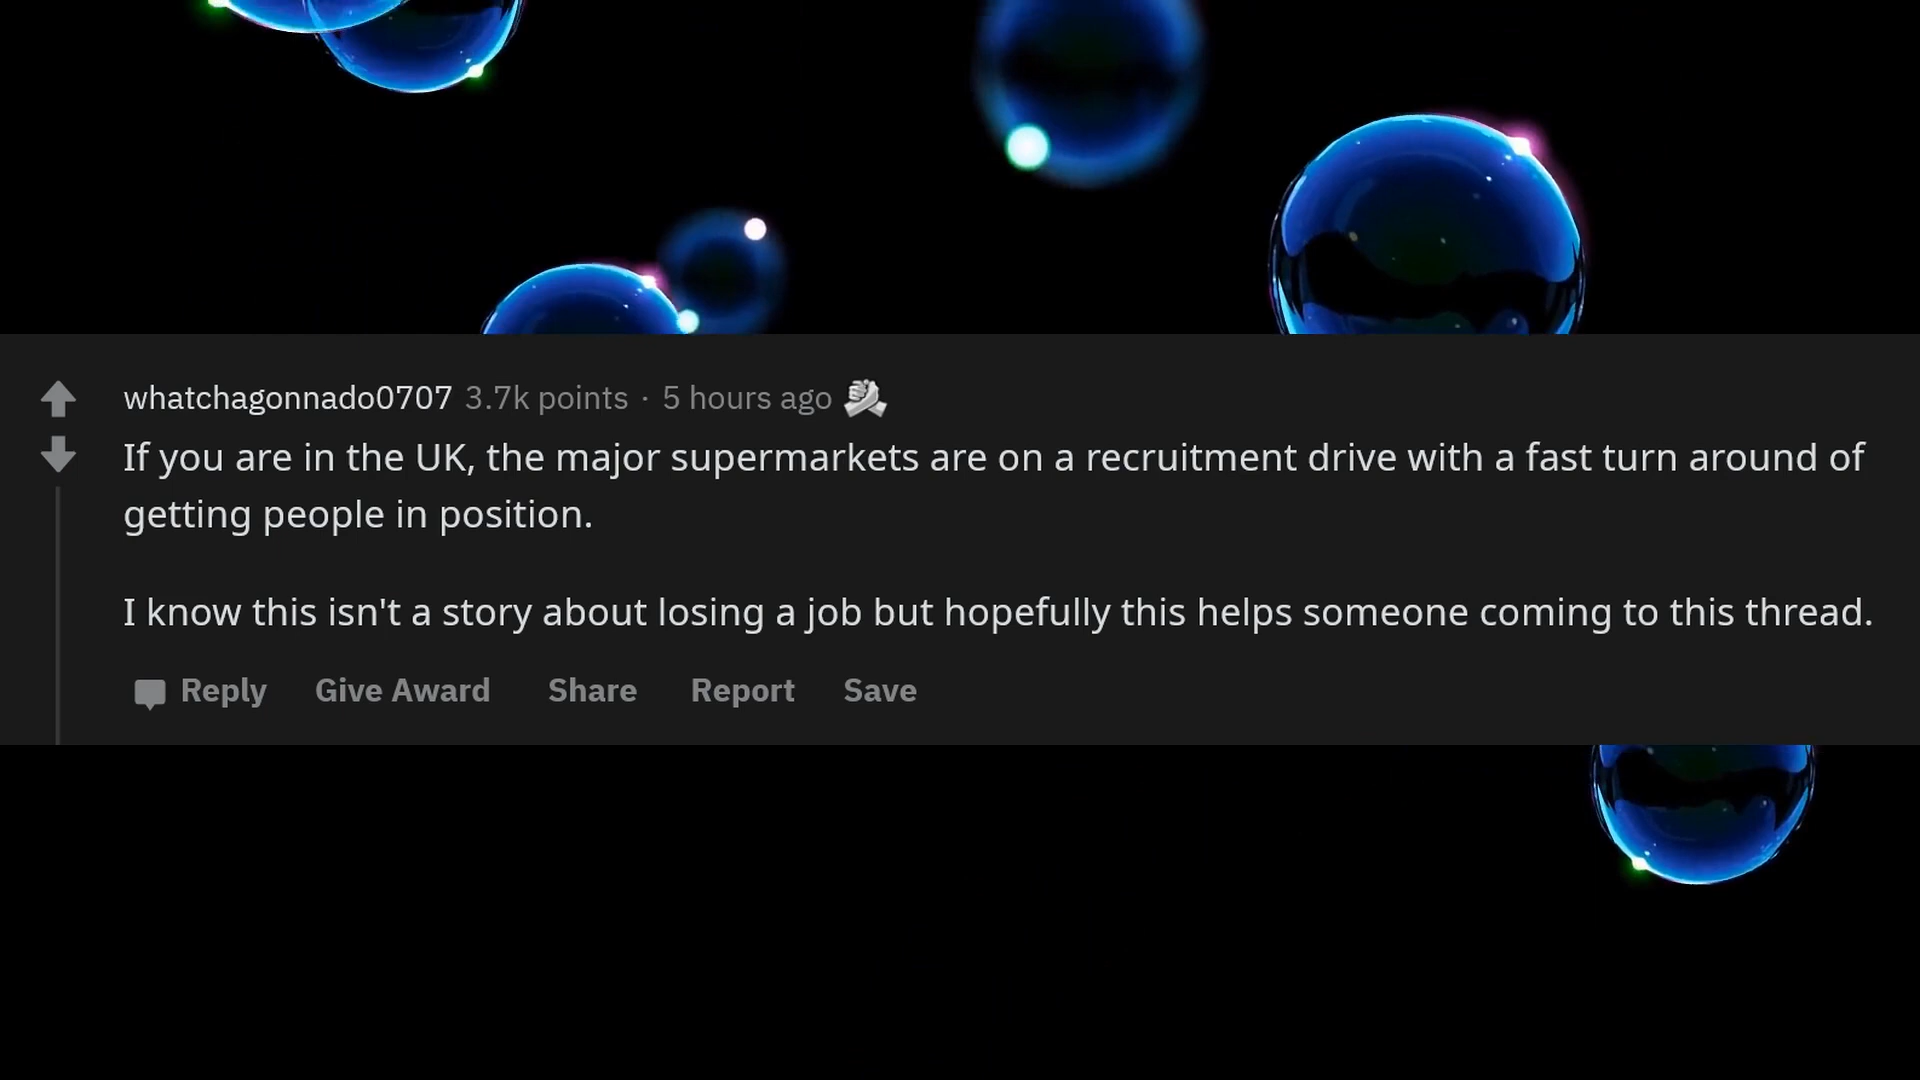 whatchagonnado0707 3.7k points · 5 hours ago
If you are in the UK, the major supermarkets are on a recruitment drive with a fast turn around of
getting people in position.
I know this isn't a story about losing a job but hopefully this helps someone coming to this thread.
Reply Give Award Share Report Save